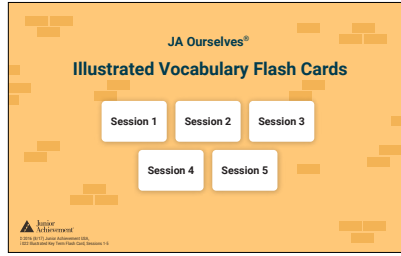 JA Ourselves®
Illustrated Vocabulary Flash Cards
Session 1
Session 2
Session 3
Session 4
Session 5
Junior
Achievement